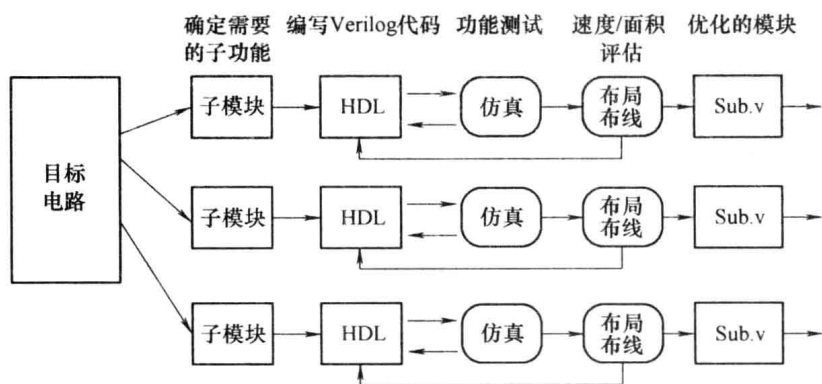 确定需要
的子功能
编写Verilog代码
功能测试
速度/面积
评估
优化的模块
目标
电路
子模块
HDL
仿真
布局
布线
Sub.v
子模块
HDL
仿真
布局
布线
Sub.v
子模块
HDL
仿真
布局
布线
Sub.v